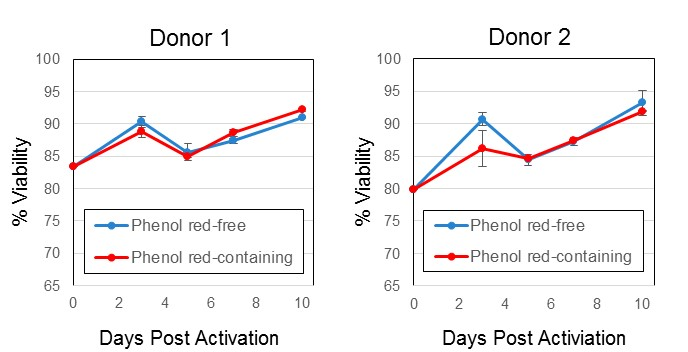 Donor 1
100
95
90
85
80
75
70
65
% Viability
Phenol red-free
Phenol red-containing
0 2 4 6 8 10
Days Post Activation
Donor 2
100
95
90
85
80
75
70
65
% Viability
Phenol red-free
Phenol red-containing
0 2 4 6 8 10
Days Post Activiation